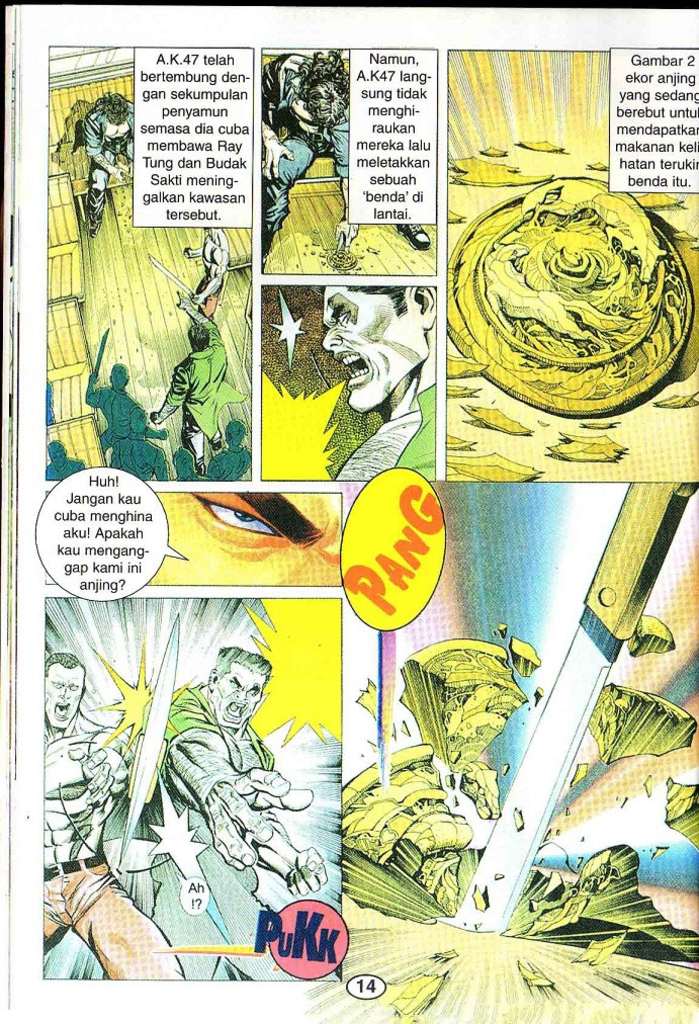 A.K.47 telah
bertembung den-
gan sekumpulan
penyamun
semasa dia cuba
membawa Ray
Tung dan Budak
Sakti mening-
galkan kawasan
tersebut.
Namun,
A.K47 lang-
sung tidak
menghi-
raukan
mereka lalu
meletakkan
sebuah
'benda' di
lantai.
Gambar 2
ekor anjing
yang sedang
berebut untu
mendapatkan
makanan keli
hatan terukir
benda itu.
Huh!
Jangan kau
cuba menghina
aku! Apakah
kau mengang-
gap kami ini
anjing?
PANG
Ah
!?
PUKK
14